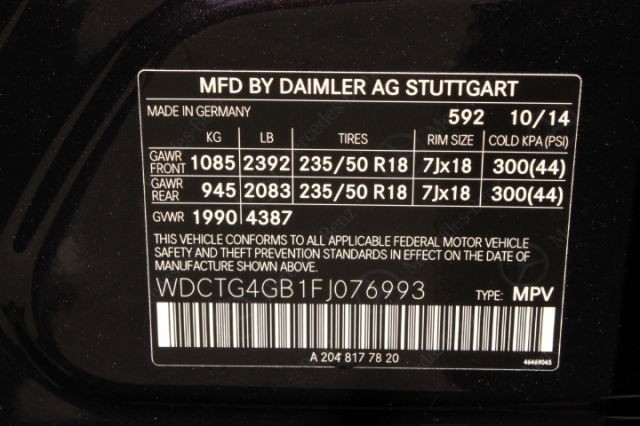 MFD BY DAIMLER AG STUTTGART
MADE IN GERMANY 592 10/14
KG LB TIRES RIM SIZE COLD KPA (PSI)
GAWR FRONT 1085 2392 235/50 R18 7Jx18 300(44)
GAWR REAR 945 2083 235/50 R18 7Jx18 300(44)
GVWR 1990 4387
THIS VEHICLE CONFORMS TO ALL APPLICABLE FEDERAL MOTOR VEHICLE
SAFETY AND THEFT PREVENTION STANDARDS IN EFFECT ON THE DATE
OF MANUFACTURE SHOWN ABOVE.
WDCTG4GB1FJ076993 TYPE: MPV
A 204 817 78 20
46469045